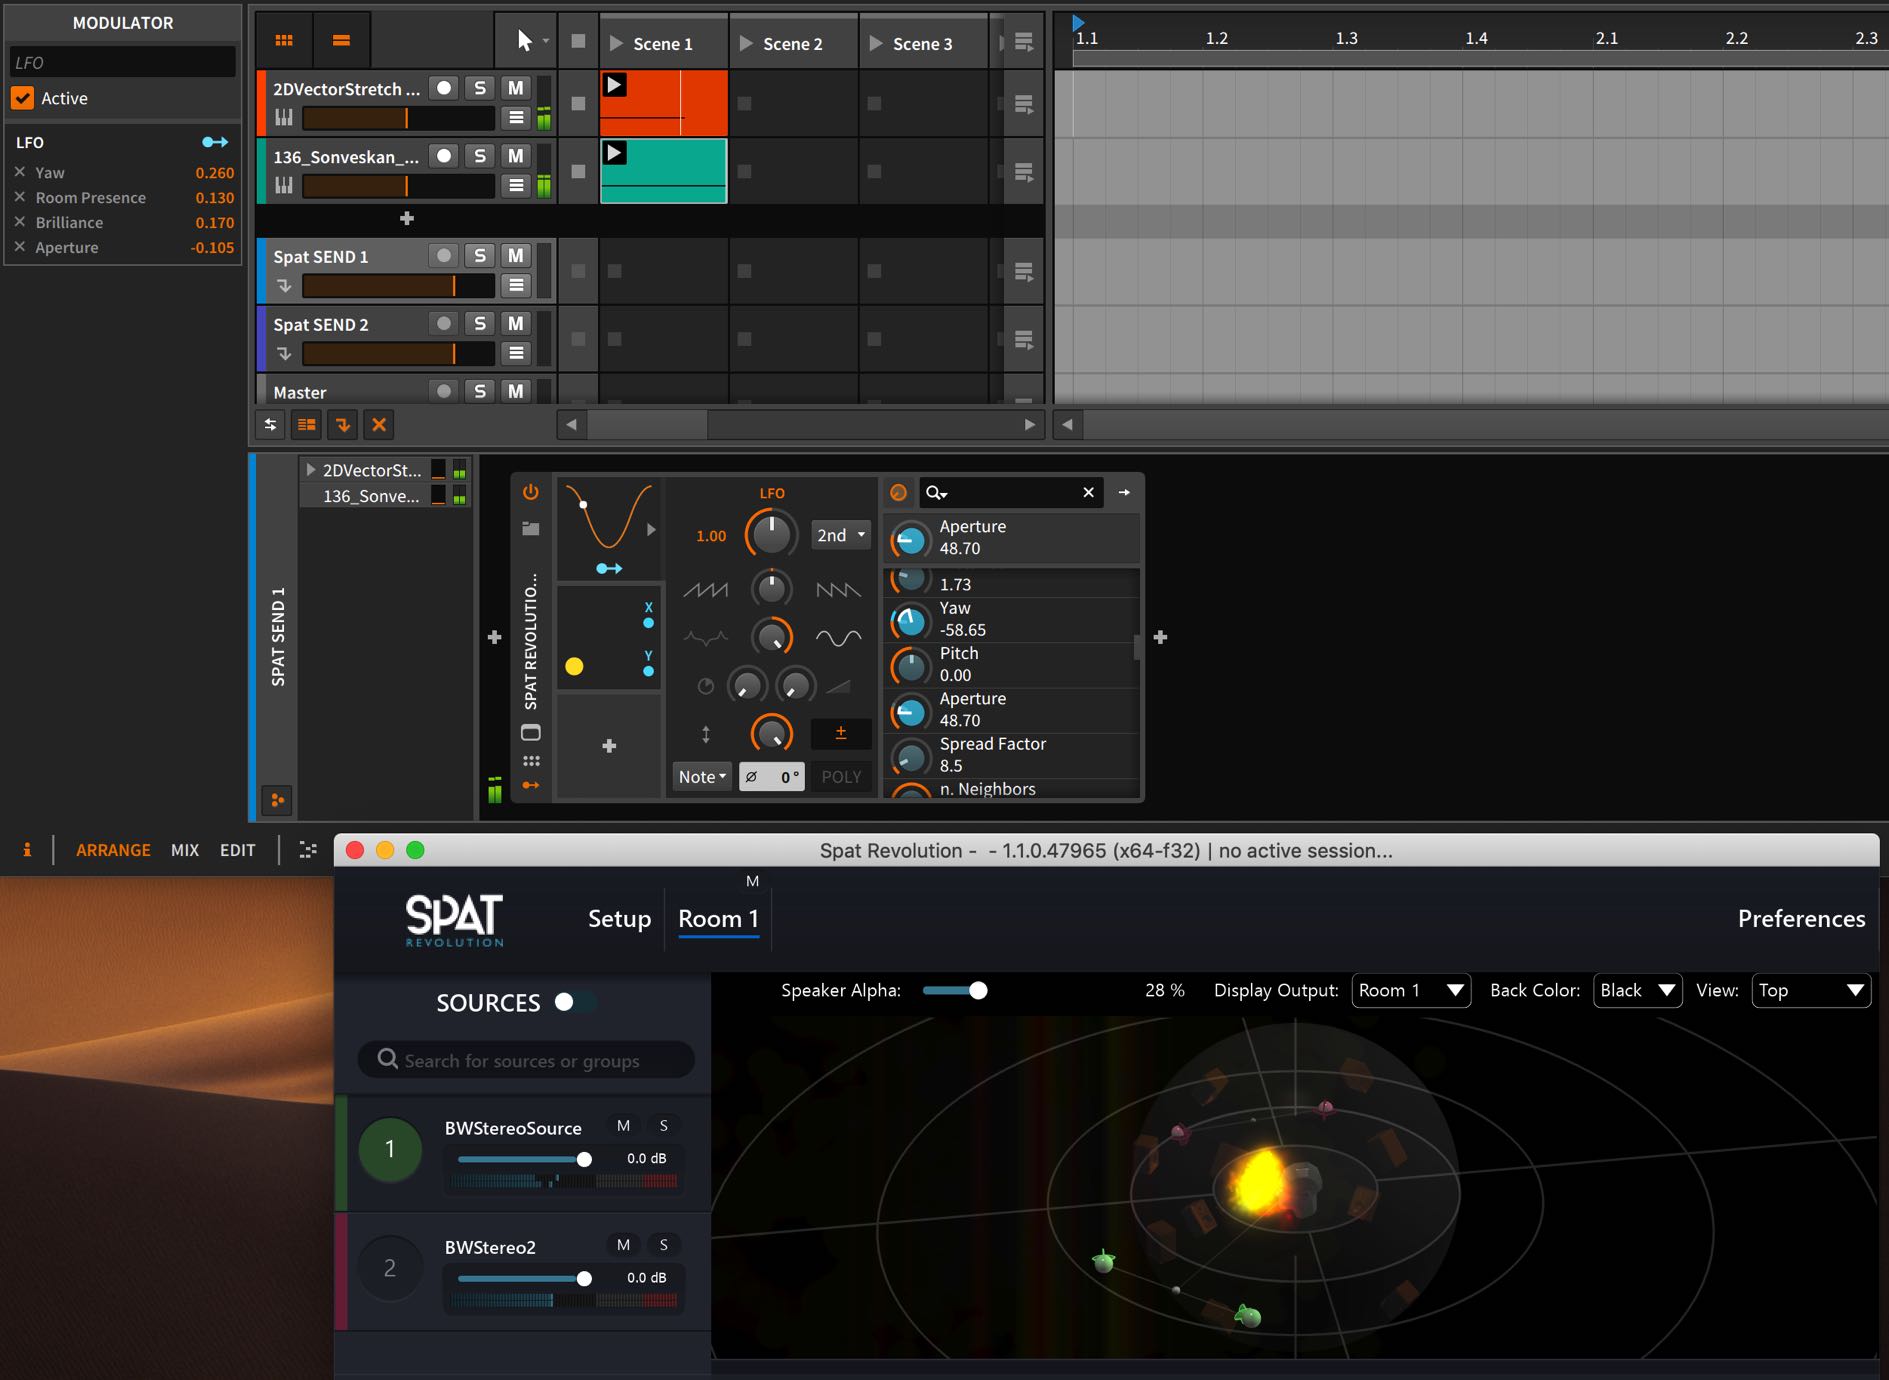 MODULATOR
LFO
Active
LFO
Yaw 0.260
Room Presence 0.130
Brilliance 0.170
Aperture -0.105
Scene 1
Scene 2
Scene 3
1.1
1.2
1.3
1.4
2.1
2.2
2.3
2DVectorStretch ...
S
M
136_Sonveskan_...
S
M
Spat SEND 1
S
M
Spat SEND 2
S
M
Master
S
M
SPAT SEND 1
2DVectorSt...
136_Sonve...
SPAT REVOLUTIO...
X
Y
LFO
1.00
2nd
±
Note
Ø 0°
POLY
Aperture
48.70
1.73
Yaw
-58.65
Pitch
0.00
Aperture
48.70
Spread Factor
8.5
n. Neighbors
i
ARRANGE
MIX
EDIT
Spat Revolution - - 1.1.0.47965 (x64-f32) | no active session...
SPAT
REVOLUTION
Setup
M
Room 1
Preferences
SOURCES
Search for sources or groups
Speaker Alpha:
28 %
Display Output:
Room 1
Back Color:
Black
View:
Top
1
BWStereoSource
M
S
0.0 dB
2
BWStereo2
M
S
0.0 dB